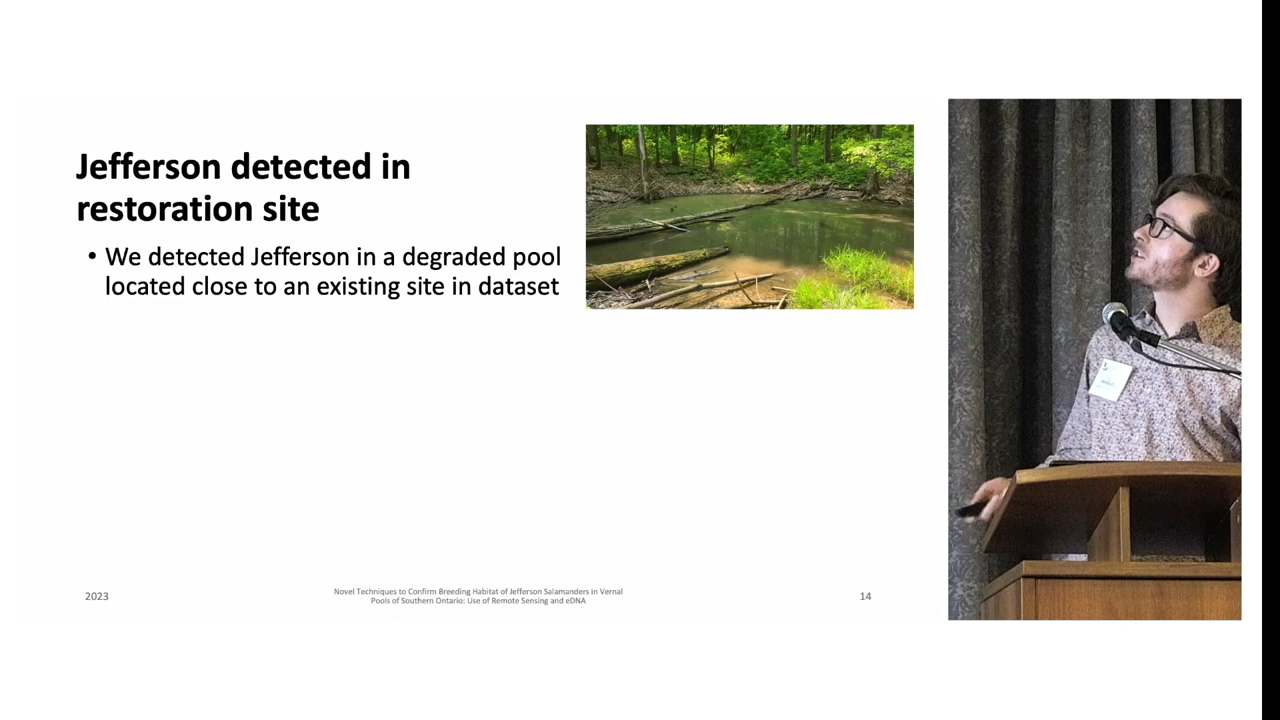 Jefferson detected in
restoration site
• We detected Jefferson in a degraded pool
located close to an existing site in dataset
2023
Novel Techniques to Confirm Breeding Habitat of Jefferson Salamanders in Vernal
Pools of Southern Ontario: Use of Remote Sensing and eDNA
14